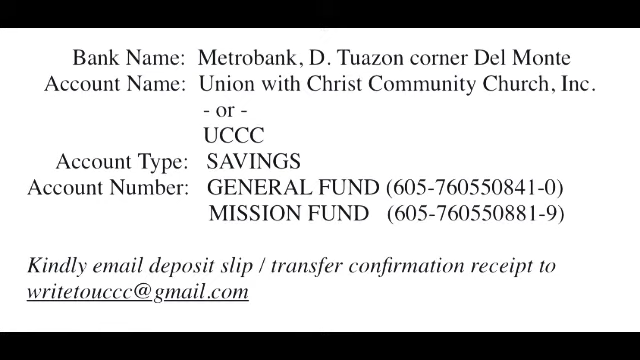 Bank Name: Metrobank, D. Tuazon corner Del Monte
Account Name: Union with Christ Community Church, Inc.
- or -
UCCC
Account Type: SAVINGS
Account Number: GENERAL FUND (605-760550841-0)
MISSION FUND (605-760550881-9)
Kindly email deposit slip / transfer confirmation receipt to
writetouccc@gmail.com